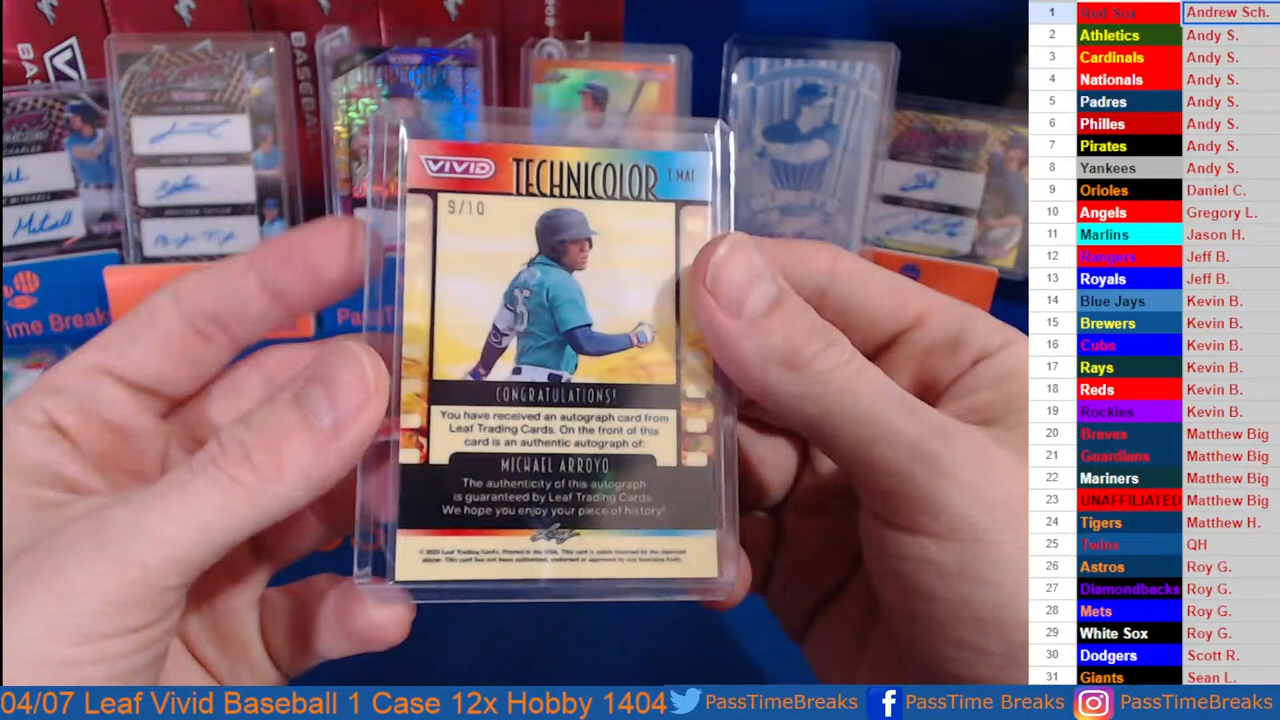 VIVID
TECHNICOLOR
9/10
CONGRATULATIONS!
You have received an autograph card from
Leaf Trading Cards. On the front of this
card is an authentic autograph of:
MICHAEL ARROYO
The authenticity of this autograph
is guaranteed by Leaf Trading Cards.
We hope you enjoy your piece of history!
Leaf
1 Red Sox Andrew Sch.
2 Athletics Andy S.
3 Cardinals Andy S.
4 Nationals Andy S.
5 Padres Andy S.
6 Philles Andy S.
7 Pirates Andy S.
8 Yankees Andy S.
9 Orioles Daniel C.
10 Angels Gregory L.
11 Marlins Jason H.
12 Rangers Jeff B.
13 Royals Jeff B.
14 Blue Jays Kevin B.
15 Brewers Kevin B.
16 Cubs Kevin B.
17 Rays Kevin B.
18 Reds Kevin B.
19 Rockies Kevin B.
20 Braves Matthew Big
21 Guardians Matthew Big
22 Mariners Matthew Big
23 UNAFFILIATED Matthew Big
24 Tigers Matthew H.
25 Twins QH
26 Astros Roy G.
27 Diamondbacks Roy G.
28 Mets Roy G.
29 White Sox Roy G.
30 Dodgers Scott R.
31 Giants Sean L.
04/07 Leaf Vivid Baseball 1 Case 12x Hobby 1404 PassTimeBreaks PassTime Breaks PassTimeBreaks